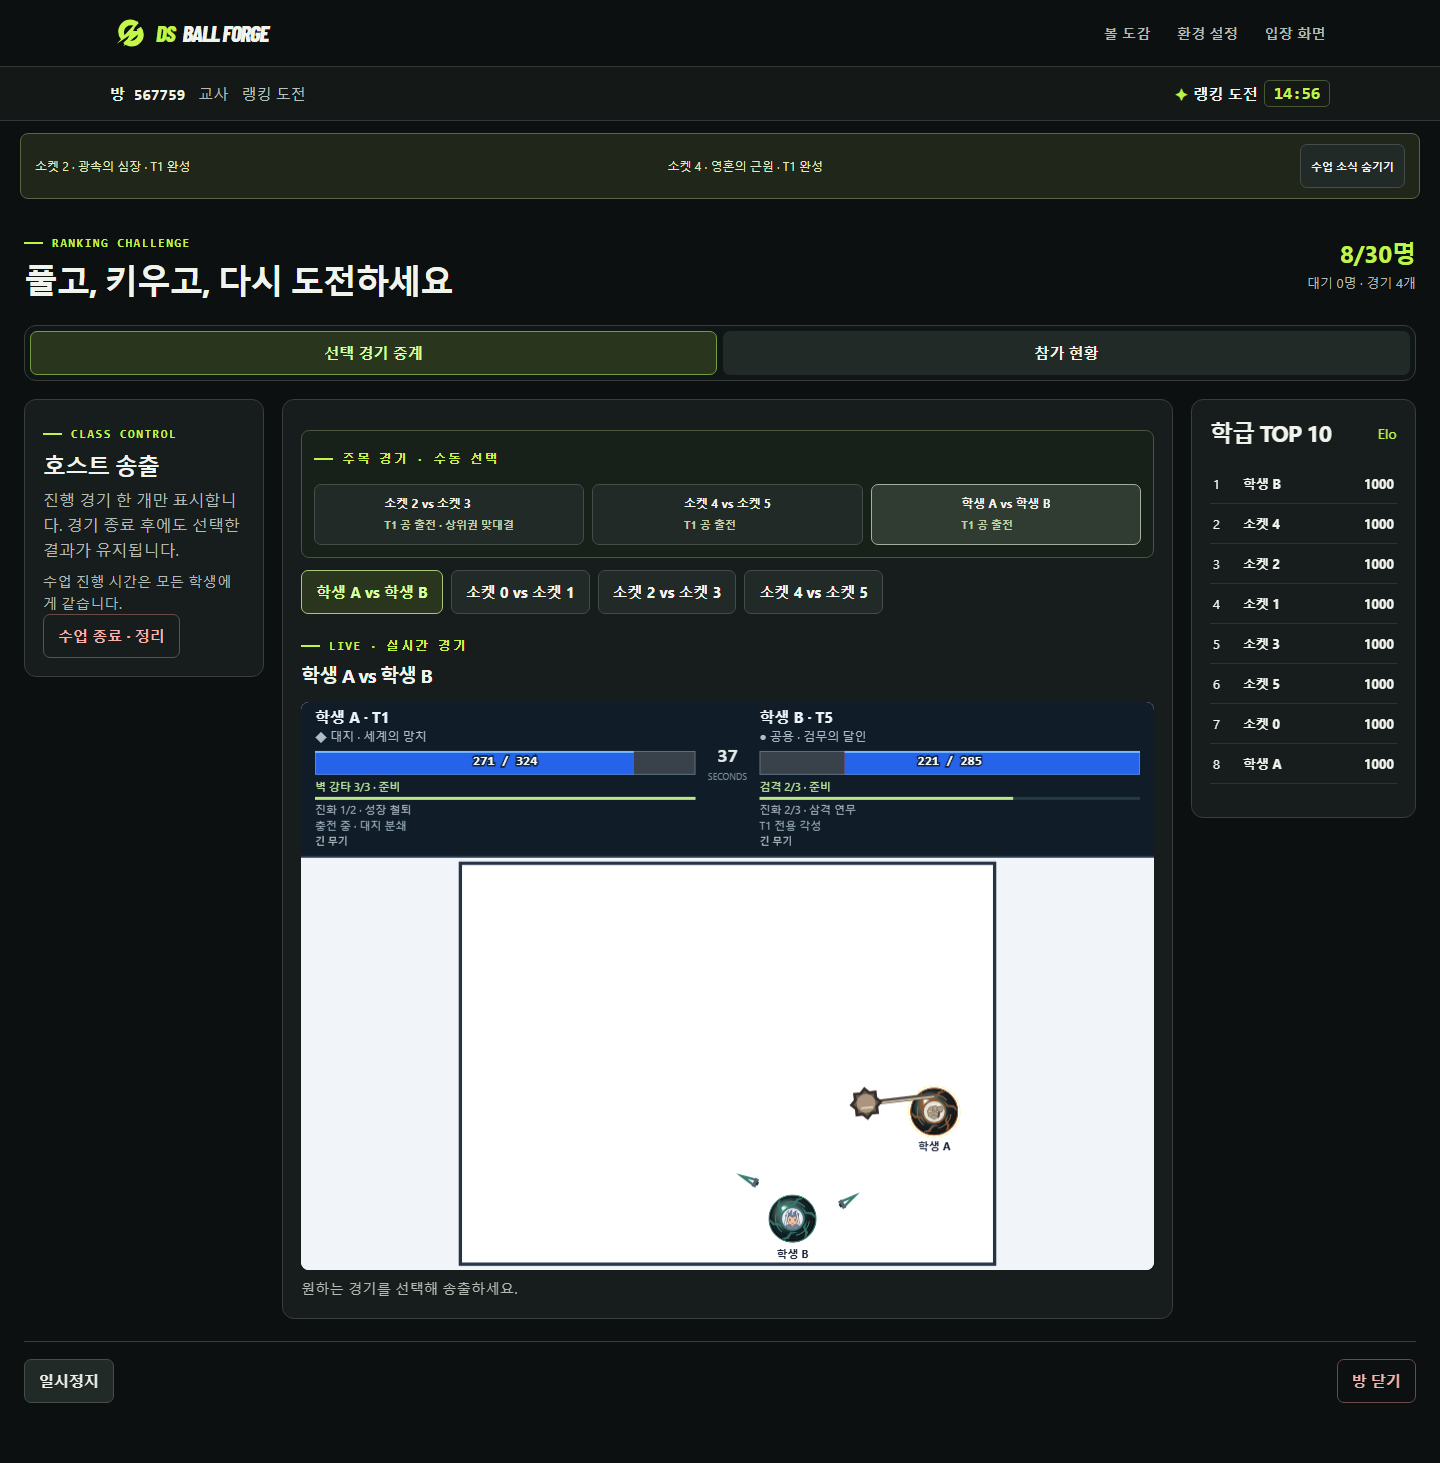 DS BALL FORGE
볼 도감 환경 설정 입장 화면
방 567759 교사 랭킹 도전
✦ 랭킹 도전 14:56
소켓 2 · 광속의 심장 · T1 완성
소켓 4 · 영혼의 근원 · T1 완성
수업 소식 숨기기
RANKING CHALLENGE
풀고, 키우고, 다시 도전하세요
8/30명
대기 0명 · 경기 4개
선택 경기 중계
참가 현황
CLASS CONTROL
호스트 송출
진행 경기 한 개만 표시합니
다. 경기 종료 후에도 선택한
결과가 유지됩니다.
수업 진행 시간은 모든 학생에
게 같습니다.
수업 종료 · 정리
주목 경기 · 수동 선택
소켓 2 vs 소켓 3
T1 공 출전 · 상위권 맞대결
소켓 4 vs 소켓 5
T1 공 출전
학생 A vs 학생 B
T1 공 출전
학생 A vs 학생 B
소켓 0 vs 소켓 1
소켓 2 vs 소켓 3
소켓 4 vs 소켓 5
LIVE · 실시간 경기
학생 A vs 학생 B
학생 A · T1
◆ 대지 · 세계의 망치
271 / 324
벽 강타 3/3 · 준비
진화 1/2 · 성장 철퇴
충전 중 · 대지 분쇄
긴 무기
37
SECONDS
학생 B · T5
● 공용 · 검무의 달인
221 / 285
검격 2/3 · 준비
진화 2/3 · 삼격 연무
T1 전용 각성
긴 무기
학생 A
학생 B
원하는 경기를 선택해 송출하세요.
학급 TOP 10 Elo
1 학생 B 1000
2 소켓 4 1000
3 소켓 2 1000
4 소켓 1 1000
5 소켓 3 1000
6 소켓 5 1000
7 소켓 0 1000
8 학생 A 1000
일시정지
방 닫기